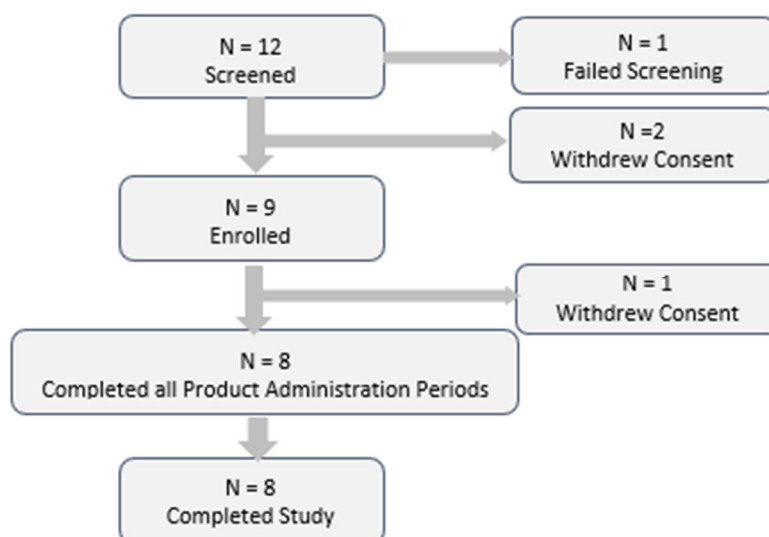 N = 12
Screened
N = 1
Failed Screening
N =2
Withdrew Consent
N = 9
Enrolled
N = 1
Withdrew Consent
N = 8
Completed all Product Administration Periods
N = 8
Completed Study